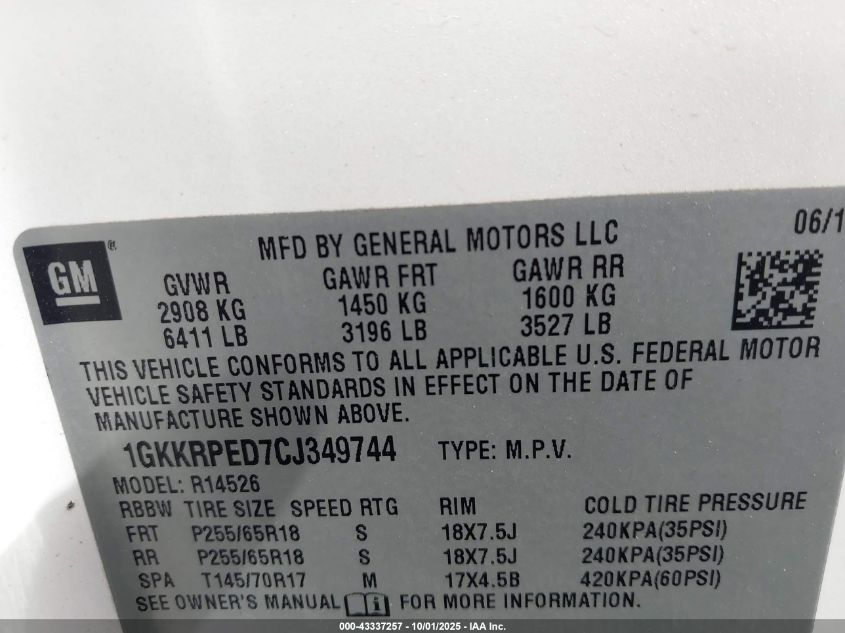 GM
MFD BY GENERAL MOTORS LLC
06/1
GVWR GAWR FRT GAWR RR
2908 KG 1450 KG 1600 KG
6411 LB 3196 LB 3527 LB
THIS VEHICLE CONFORMS TO ALL APPLICABLE U.S. FEDERAL MOTOR
VEHICLE SAFETY STANDARDS IN EFFECT ON THE DATE OF
MANUFACTURE SHOWN ABOVE.
1GKKRPED7CJ349744 TYPE: M.P.V.
MODEL: R14526
RBBW TIRE SIZE SPEED RTG RIM COLD TIRE PRESSURE
FRT P255/65R18 S 18X7.5J 240KPA(35PSI)
RR P255/65R18 S 18X7.5J 240KPA(35PSI)
SPA T145/70R17 M 17X4.5B 420KPA(60PSI)
SEE OWNER'S MANUAL FOR MORE INFORMATION.
000-43337257 - 10/01/2025 - IAA Inc.